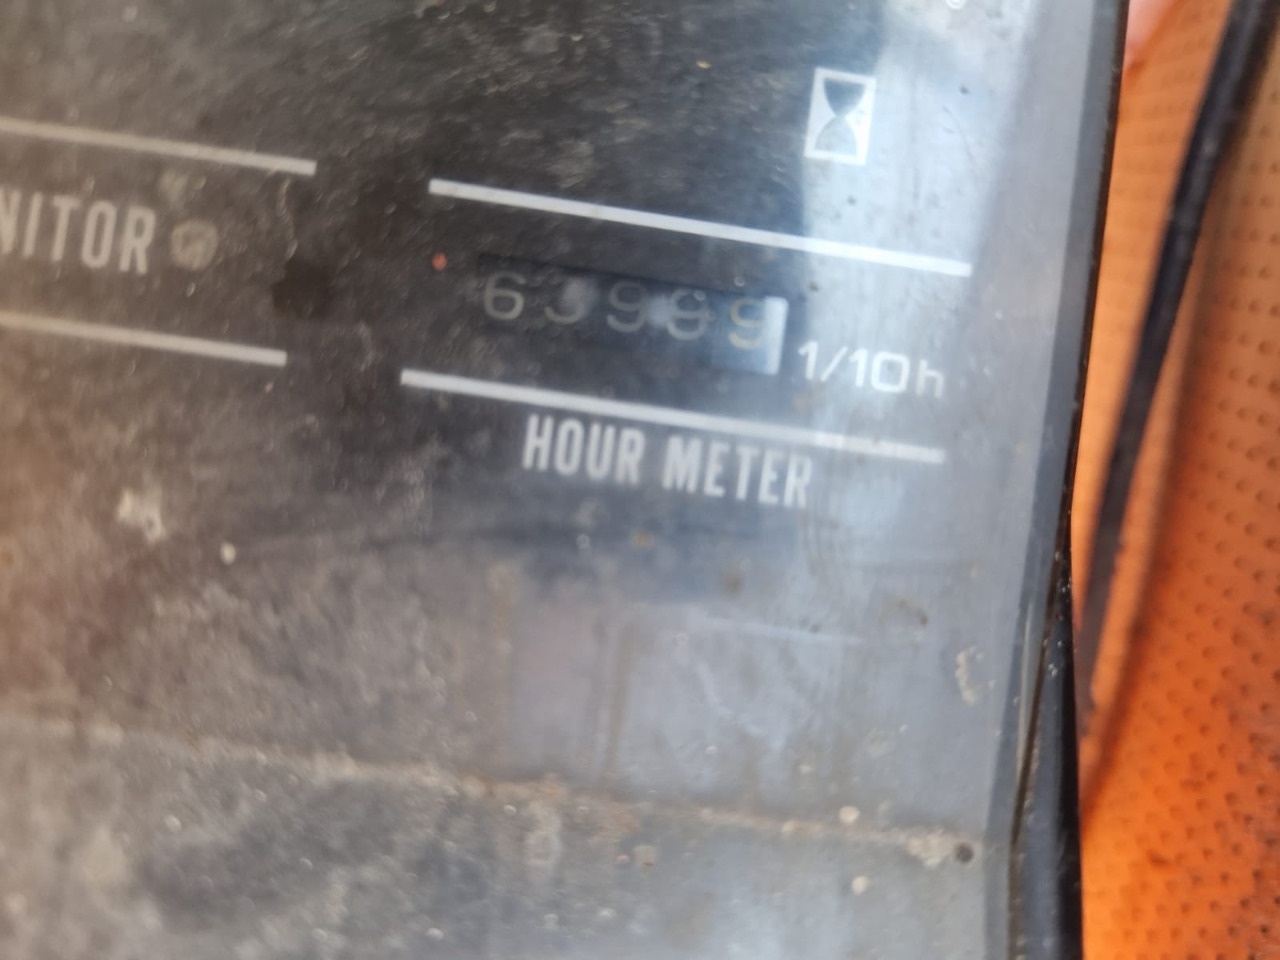 NITOR
63999
1/10h
HOUR METER